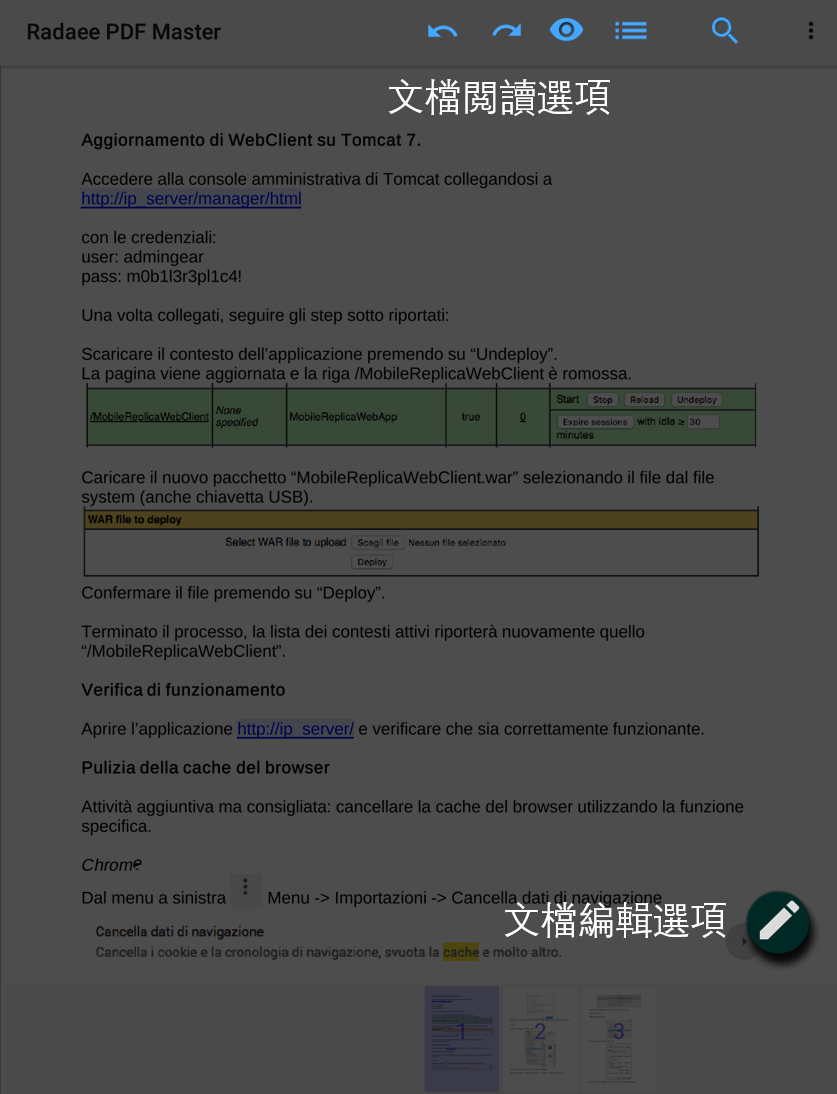 Radaee PDF Master
文檔閱讀選項
Aggiornamento di WebClient su Tomcat 7.
Accedere alla console amministrativa di Tomcat collegandosi a
http://ip_server/manager/html
con le credenziali:
user: admingear
pass: m0b1l3r3pl1c4!
Una volta collegati, seguire gli step sotto riportati:
Scaricare il contesto dell’applicazione premendo su “Undeploy”.
La pagina viene aggiornata e la riga /MobileReplicaWebClient è romossa.
/MobileReplicaWebClient None specified MobileReplicaWebApp true 0 Start Stop Reload Undeploy
Expire sessions with idle ≥ 30 minutes
Caricare il nuovo pacchetto “MobileReplicaWebClient.war” selezionando il file dal file
system (anche chiavetta USB).
WAR file to deploy
Select WAR file to upload Scegli file Nessun file selezionato
Deploy
Confermare il file premendo su “Deploy”.
Terminato il processo, la lista dei contesti attivi riporterà nuovamente quello
“/MobileReplicaWebClient”.
Verifica di funzionamento
Aprire l’applicazione http://ip_server/ e verificare che sia correttamente funzionante.
Pulizia della cache del browser
Attività aggiuntiva ma consigliata: cancellare la cache del browser utilizzando la funzione
specifica.
Chrome
Dal menu a sinistra Menu -> Importazioni -> Cancella dati di navigazione
文檔編輯選項
Cancella dati di navigazione
Cancella i cookie e la cronologia di navigazione, svuota la cache e molto altro.
1 2 3